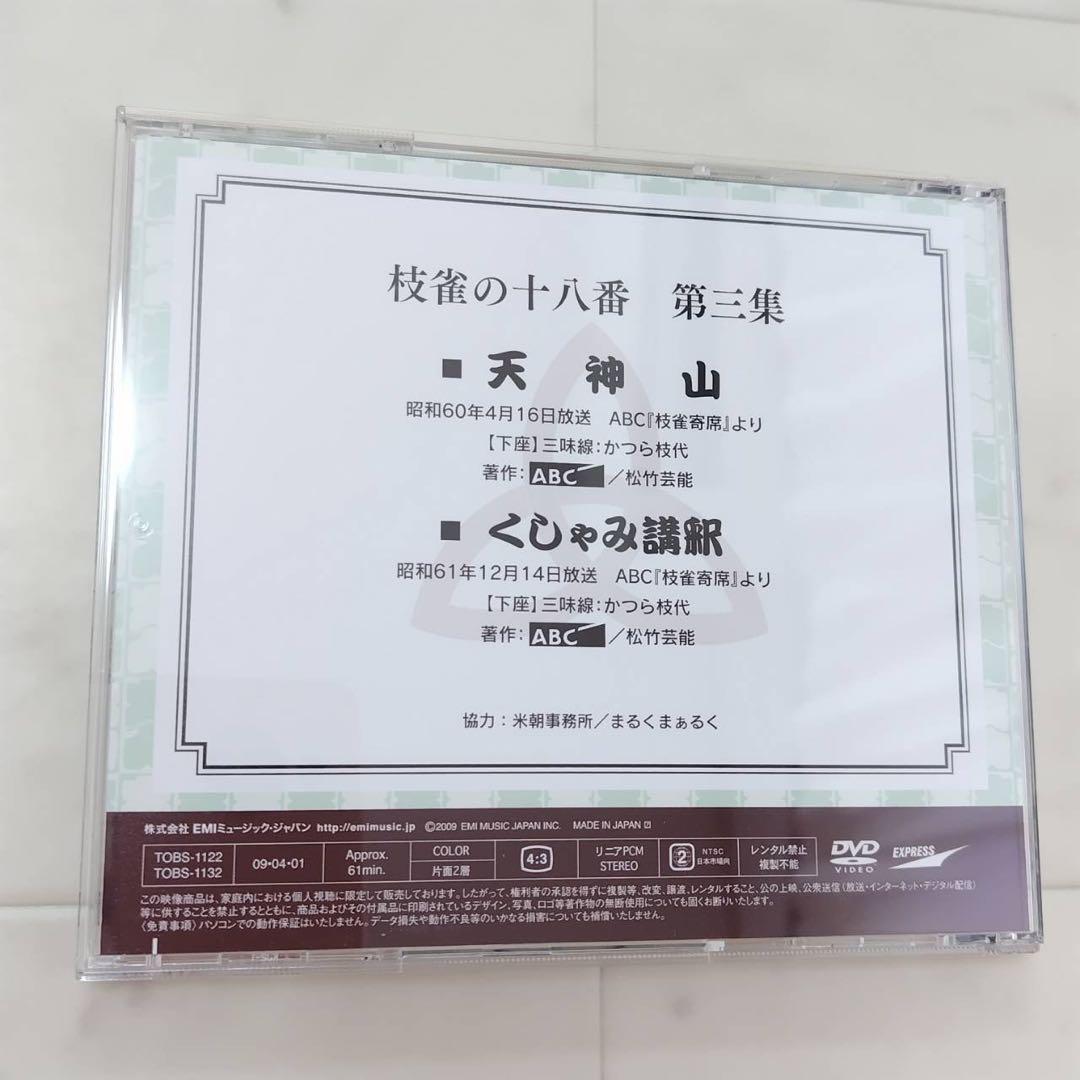 枝雀の十八番 第三集
■ 天神山
昭和60年4月16日放送 ABC『枝雀寄席』より
【下座】三味線：かつら枝代
著作：ABC／松竹芸能
■ くしゃみ講釈
昭和61年12月14日放送 ABC『枝雀寄席』より
【下座】三味線：かつら枝代
著作：ABC／松竹芸能
協力：米朝事務所／まるくまぁるく
株式会社 EMIミュージック・ジャパン http://emimusic.jp ©2009 EMI MUSIC JAPAN INC. MADE IN JAPAN
TOBS-1122
TOBS-1132
09・04・01
Approx.
61min.
COLOR
片面2層
4:3
リニアPCM
STEREO
2
NTSC
日本市場向
レンタル禁止
複製不能
DVD
VIDEO
EXPRESS
この映像商品は、家庭内における個人視聴に限定して販売しております。したがって、権利者の承認を得ずに複製等、改変、譲渡、レンタルすること、公の上映、公衆送信（放送・インターネット・デジタル配信）
等に供することを禁止するとともに、商品およびその付属品に印刷されているデザイン、写真、ロゴ等著作物の無断使用についても固くお断りいたします。
〈免責事項〉パソコンでの動作保証はいたしません。データ損失や動作不良等のいかなる損害についても補償いたしません。